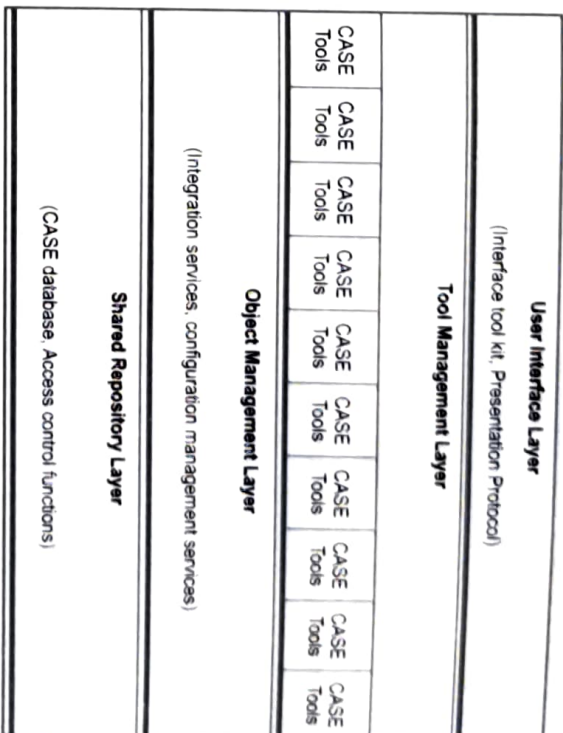 User Interface Layer
(Interface tool kit, Presentation Protocol)
Tool Management Layer
CASE Tools
CASE Tools
CASE Tools
CASE Tools
CASE Tools
CASE Tools
CASE Tools
CASE Tools
CASE Tools
CASE Tools
Object Management Layer
(Integration services, configuration management services)
Shared Repository Layer
(CASE database, Access control functions)